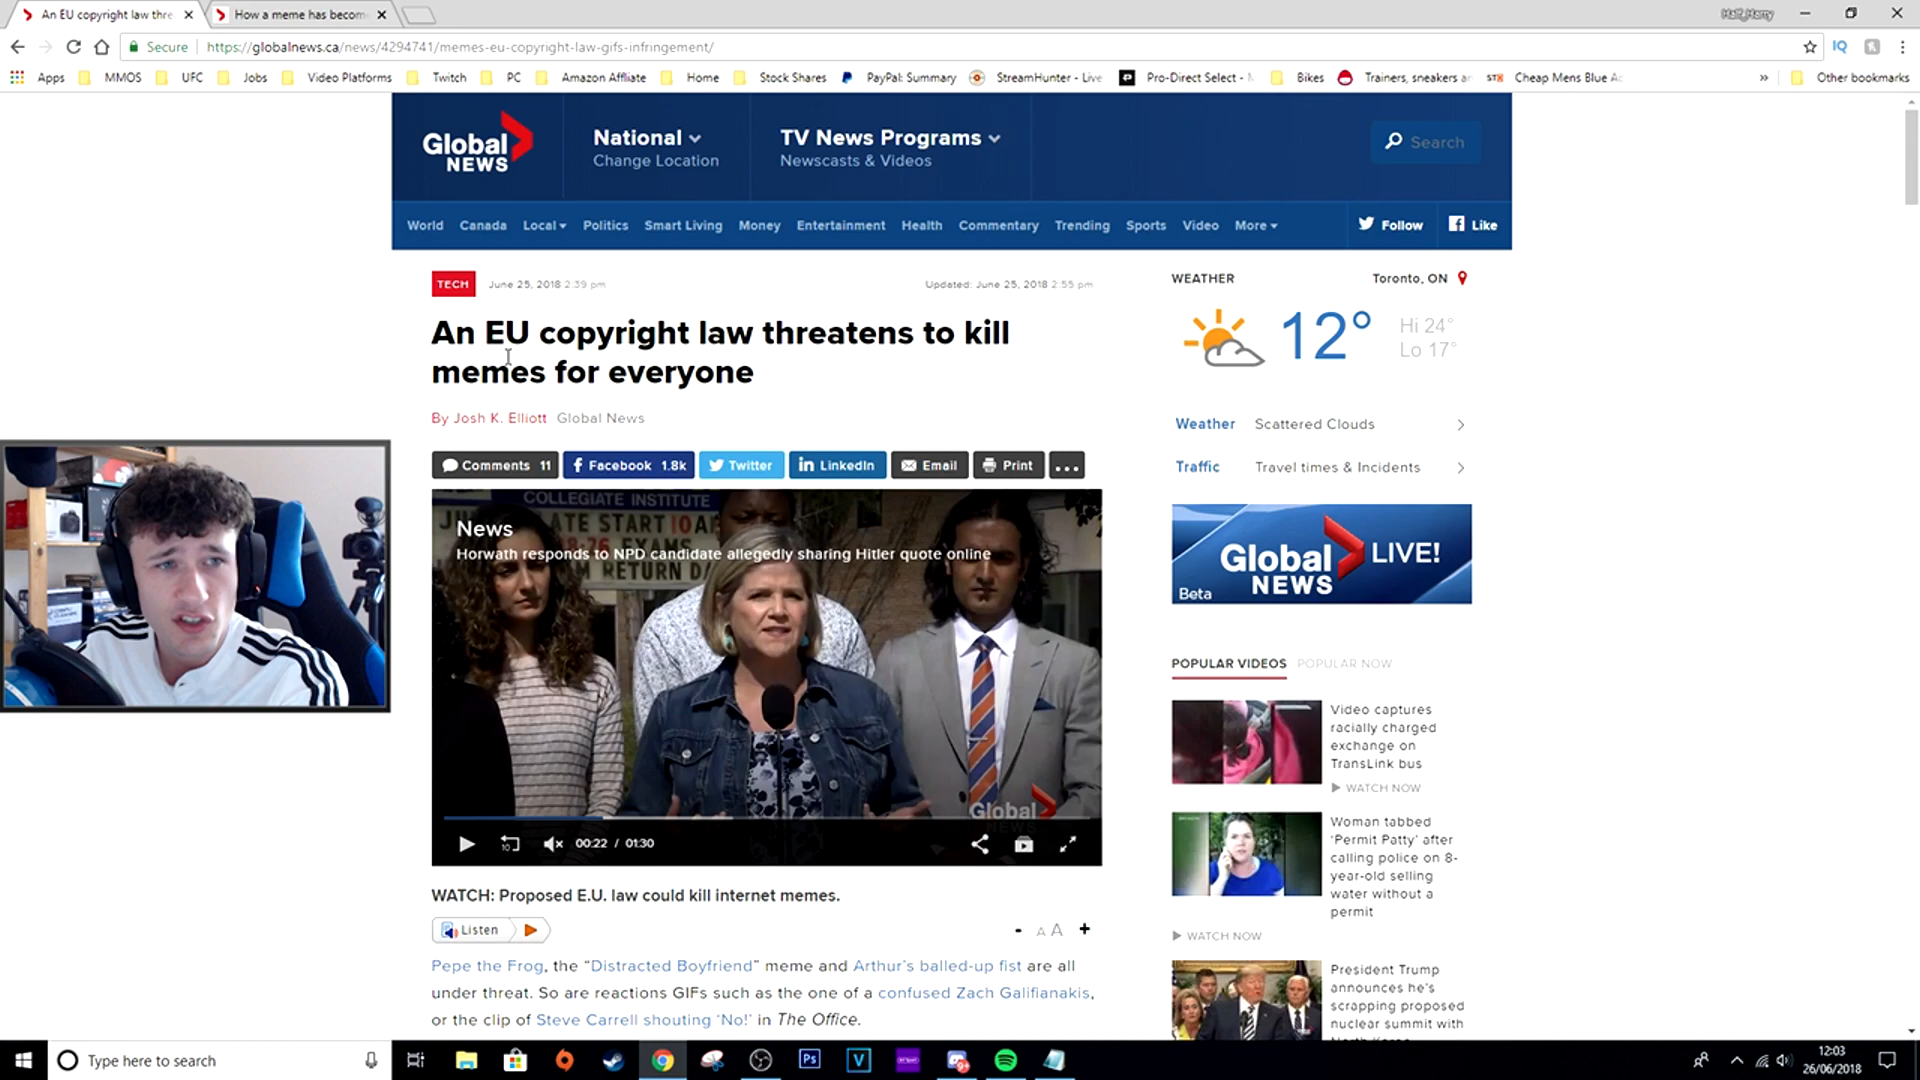 An EU copyright law thre
How a meme has becom
Secure
https://globalnews.ca/news/4294741/memes-eu-copyright-law-gifs-infringement/
IQ
Apps
MMOS
UFC
Jobs
Video Platforms
Twitch
PC
Amazon Affliate
Home
Stock Shares
PayPal: Summary
StreamHunter - Live
Pro-Direct Select -
Bikes
Trainers, sneakers a
Cheap Mens Blue A
»
Other bookmarks
Global NEWS
National
Change Location
TV News Programs
Newscasts & Videos
Search
World
Canada
Local
Politics
Smart Living
Money
Entertainment
Health
Commentary
Trending
Sports
Video
More
Follow
Like
TECH
June 25, 2018 2:39 pm
Updated: June 25, 2018 2:55 pm
An EU copyright law threatens to kill
memes for everyone
By Josh K. Elliott Global News
Comments 11
Facebook 1.8k
Twitter
LinkedIn
Email
Print
...
COLLEGIATE INSTITUTE
News
Horwath responds to NPD candidate allegedly sharing Hitler quote online
Global
NEWS
10
00:22 / 01:30
WATCH: Proposed E.U. law could kill internet memes.
Listen
- A A +
Pepe the Frog, the “Distracted Boyfriend” meme and Arthur’s balled-up fist are all
under threat. So are reactions GIFs such as the one of a confused Zach Galifianakis,
or the clip of Steve Carrell shouting ‘No!’ in The Office.
WEATHER
Toronto, ON
12°
Hi 24°
Lo 17°
Weather
Scattered Clouds
Traffic
Travel times & Incidents
Global NEWS LIVE!
Beta
POPULAR VIDEOS
POPULAR NOW
Video captures
racially charged
exchange on
TransLink bus
WATCH NOW
Woman tabbed
‘Permit Patty’ after
calling police on 8-
year-old selling
water without a
permit
WATCH NOW
President Trump
announces he’s
scrapping proposed
nuclear summit with
Type here to search
Ps
V
12:03
26/06/2018